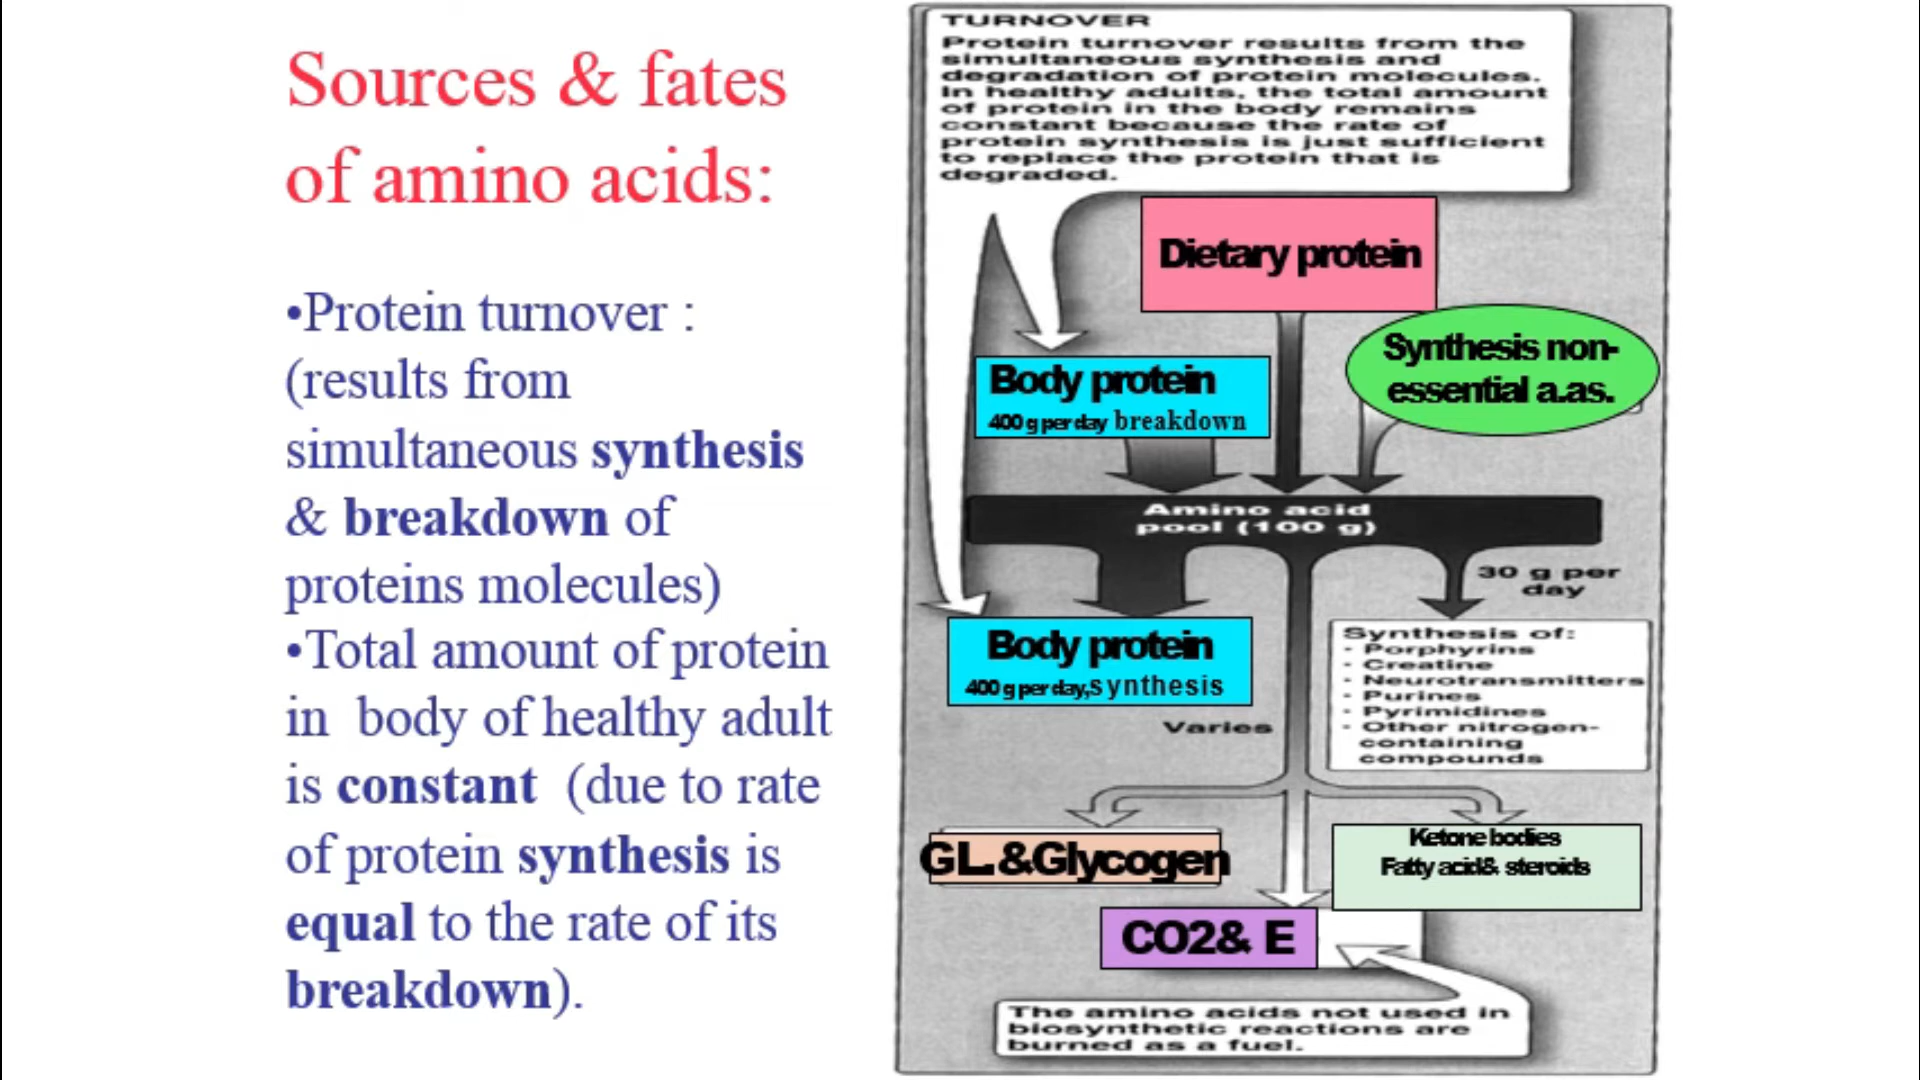 Sources & fates
of amino acids:
•Protein turnover :
(results from
simultaneous synthesis
& breakdown of
proteins molecules)
•Total amount of protein
in body of healthy adult
is constant (due to rate
of protein synthesis is
equal to the rate of its
breakdown).
TURNOVER
Protein turnover results from the
simultaneous synthesis and
degradation of protein molecules.
In healthy adults, the total amount
of protein in the body remains
constant because the rate of
protein synthesis is just sufficient
to replace the protein that is
degraded.
Dietary protein
Synthesis non-
essential a.as.
Body protein
400 g per day breakdown
Amino acid
pool (100 g)
30 g per
day
Body protein
400 g per day,synthesis
Synthesis of:
- Porphyrins
- Creatine
- Neurotransmitters
- Purines
- Pyrimidines
- Other nitrogen-
containing
compounds
Varies
GL.&Glycogen
Ketone bodies
Fatty acid& steroids
CO2& E
The amino acids not used in
biosynthetic reactions are
burned as a fuel.